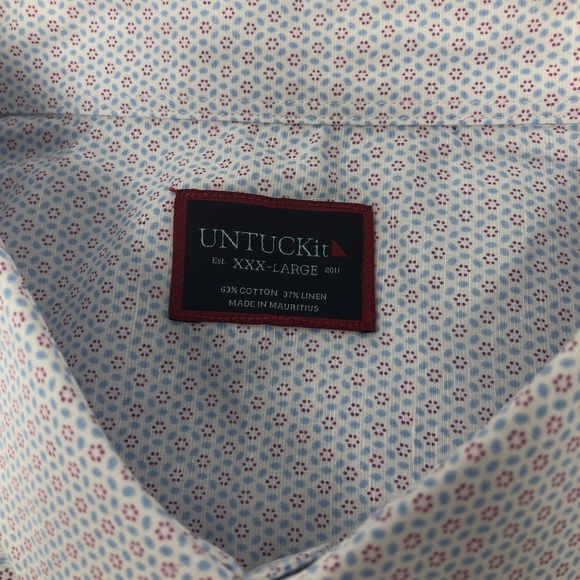 UNTUCKit
Est. XXX-LARGE 2011
63% COTTON 37% LINEN
MADE IN MAURITIUS